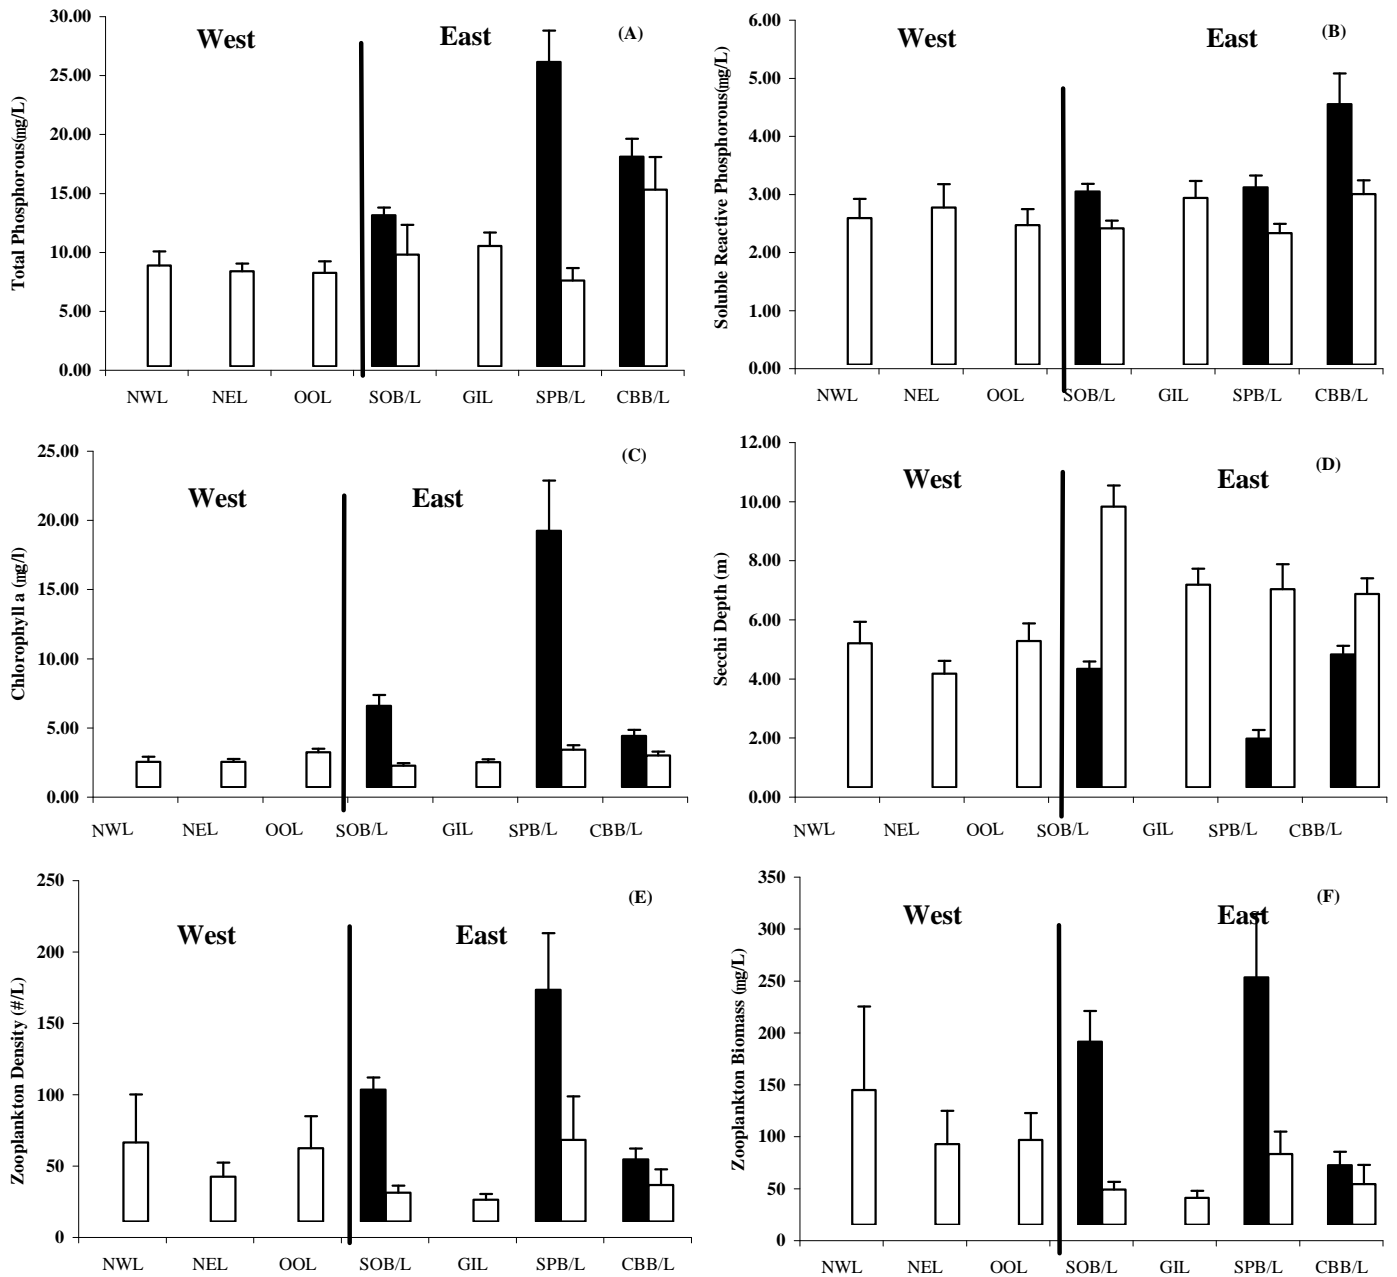 (A)
West
East
Total Phosphorous(mg/L)
30.00
25.00
20.00
15.00
10.00
5.00
0.00
NWL NEL OOL SOB/L GIL SPB/L CBB/L
(B)
West
East
Soluble Reactive Phosphorous(mg/L)
6.00
5.00
4.00
3.00
2.00
1.00
0.00
NWL NEL OOL SOB/L GIL SPB/L CBB/L
(C)
West
East
Chlorophyll a (mg/l)
25.00
20.00
15.00
10.00
5.00
0.00
NWL NEL OOL SOB/L GIL SPB/L CBB/L
(D)
West
East
Secchi Depth (m)
12.00
10.00
8.00
6.00
4.00
2.00
0.00
NWL NEL OOL SOB/L GIL SPB/L CBB/L
(E)
West
East
Zooplankton Density (#/L)
250
200
150
100
50
0
NWL NEL OOL SOB/L GIL SPB/L CBB/L
(F)
West
East
Zooplankton Biomass (mg/L)
350
300
250
200
150
100
50
0
NWL NEL OOL SOB/L GIL SPB/L CBB/L